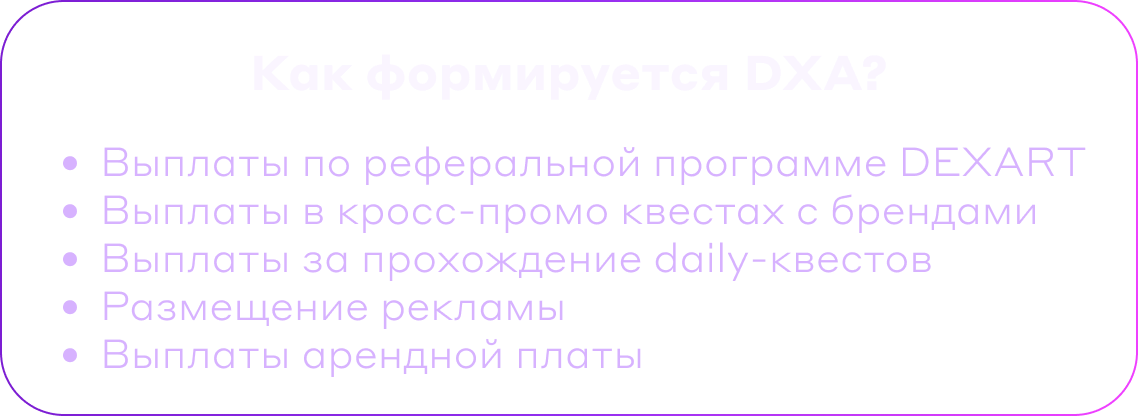 Как формируется DXA?
• Выплаты по реферальной программе DEXART
• Выплаты в кросс-промо квестах с брендами
• Выплаты за прохождение daily-квестов
• Размещение рекламы
• Выплаты арендной платы